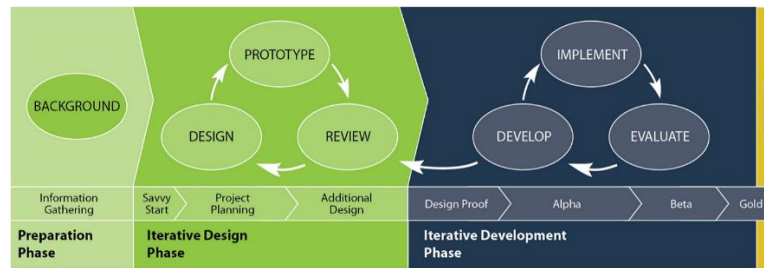 BACKGROUND
PROTOTYPE
DESIGN
REVIEW
IMPLEMENT
DEVELOP
EVALUATE
Information
Gathering
Savvy
Start
Project
Planning
Additional
Design
Design Proof
Alpha
Beta
Gold
Preparation
Phase
Iterative Design
Phase
Iterative Development
Phase